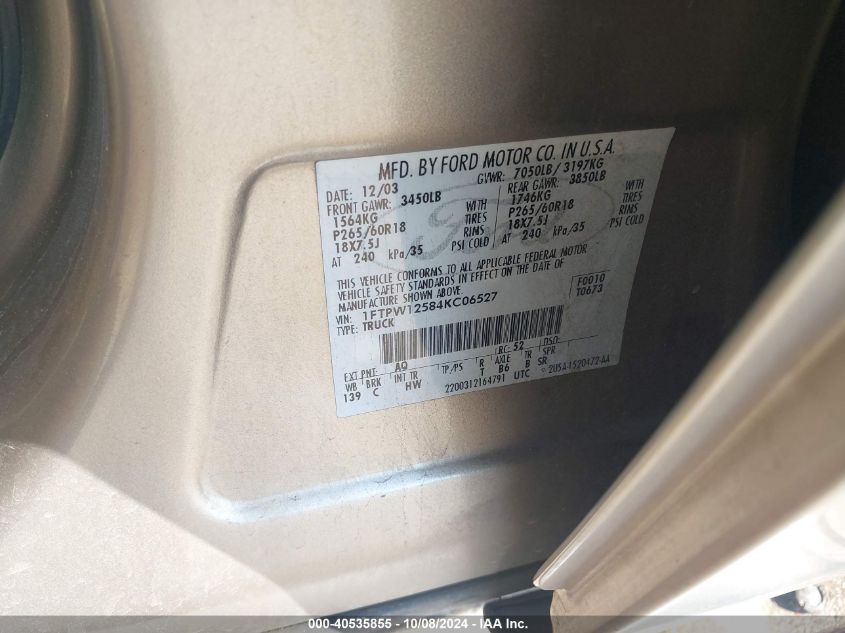 MFD. BY FORD MOTOR CO. IN U.S.A.
DATE: 12/03 GVWR: 7050LB/ 3197KG
FRONT GAWR: 3450LB REAR GAWR: 3850LB
1564KG WITH 1746KG WITH
P265/60R18 TIRES P265/60R18 TIRES
18X7.5J RIMS 18X7.5J RIMS
AT 240 kPa/35 PSI COLD AT 240 kPa/35 PSI COLD
THIS VEHICLE CONFORMS TO ALL APPLICABLE FEDERAL MOTOR
VEHICLE SAFETY STANDARDS IN EFFECT ON THE DATE OF
MANUFACTURE SHOWN ABOVE.
F0010
T0673
VIN: 1FTPW12584KC06527
TYPE: TRUCK
EXT PNT: AQ RC: 52 DSO:
WB BRK INT TR TP/PS R AXLE TR SPR
139 C HW T B6 B SR
2200312164791 UTC 2USA-1520472-AA
Ford
000-40535855 - 10/08/2024 - IAA Inc.